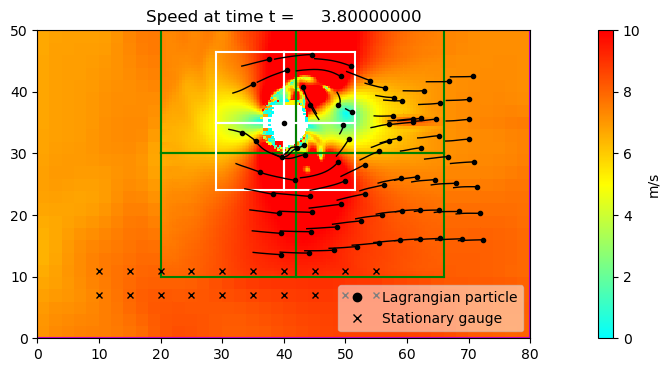 Speed at time t =     3.80000000
50
40
30
20
10
0
0 10 20 30 40 50 60 70 80
Lagrangian particle
Stationary gauge
10
8
6
4
2
0
m/s